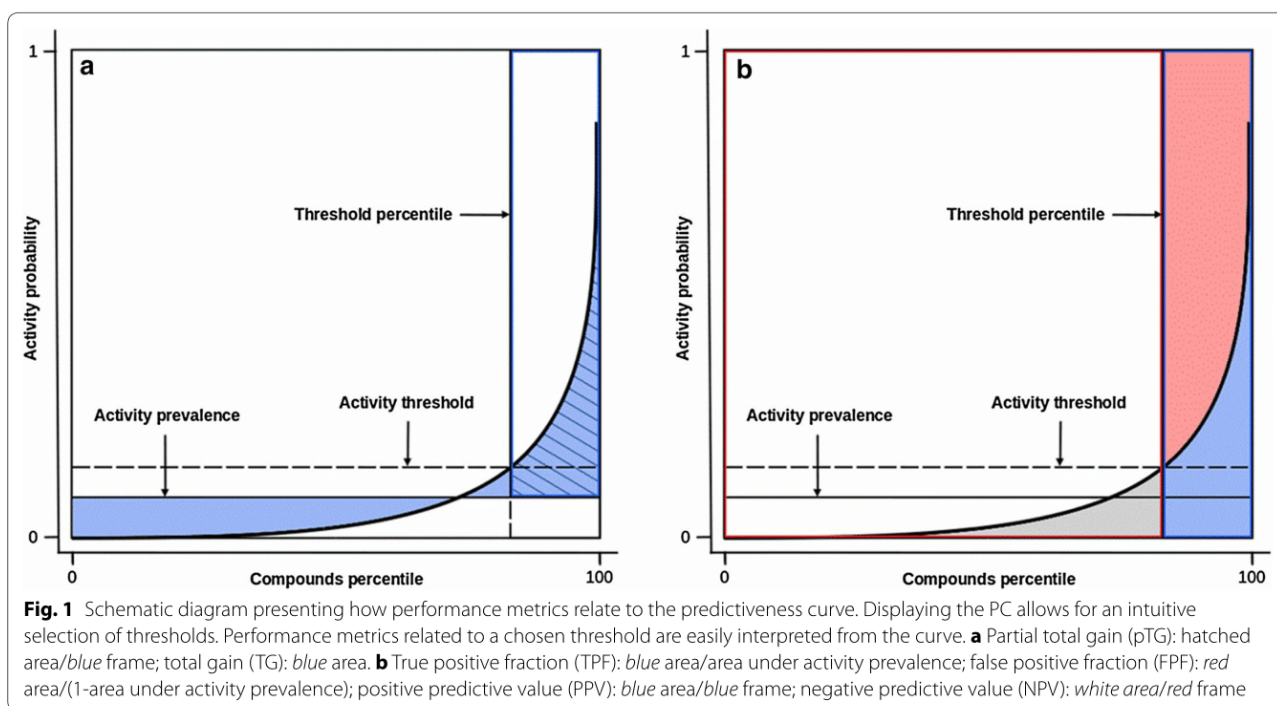 1
a
Threshold percentile
Activity probability
Activity threshold
Activity prevalence
0
0
Compounds percentile
100
1
b
Threshold percentile
Activity probability
Activity threshold
Activity prevalence
0
0
Compounds percentile
100
Fig. 1 Schematic diagram presenting how performance metrics relate to the predictiveness curve. Displaying the PC allows for an intuitive
selection of thresholds. Performance metrics related to a chosen threshold are easily interpreted from the curve. a Partial total gain (pTG): hatched
area/blue frame; total gain (TG): blue area. b True positive fraction (TPF): blue area/area under activity prevalence; false positive fraction (FPF): red
area/(1-area under activity prevalence); positive predictive value (PPV): blue area/blue frame; negative predictive value (NPV): white area/red frame